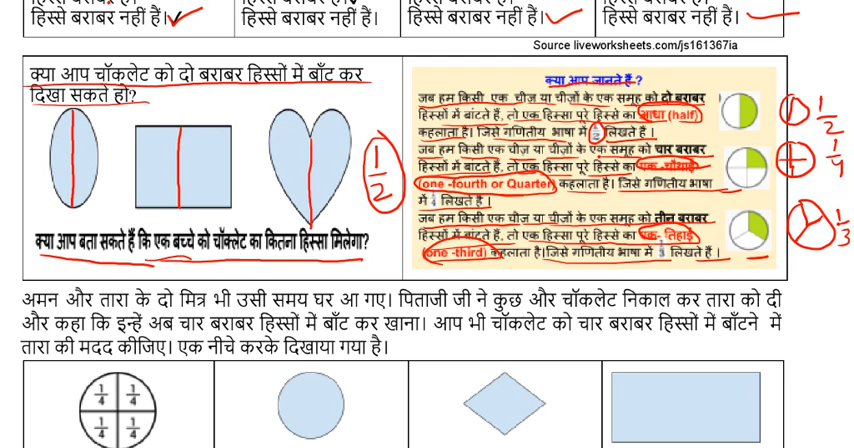 हिस्से बराबर नहीं हैं। हिस्से बराबर नहीं हैं। हिस्से बराबर नहीं हैं। हिस्से बराबर नहीं हैं।
Source liveworksheets.com/js161367ia
क्या आप चॉकलेट को दो बराबर हिस्सों में बाँट कर
दिखा सकते हो?
1/2
क्या आप बता सकते हैं कि एक बच्चे को चॉक्लेट का कितना हिस्सा मिलेगा?
क्या आप जानते हैं ?
जब हम किसी एक चीज़ या चीज़ों के एक समूह को दो बराबर
हिस्सों में बांटते हैं, तो एक हिस्सा पूरे हिस्से का आधा (half)
कहलाता है। जिसे गणितीय भाषा में 1/2 लिखते हैं ।
जब हम किसी एक चीज़ या चीज़ों के एक समूह को चार बराबर
हिस्सों में बांटते हैं, तो एक हिस्सा पूरे हिस्से का एक -चौथाई
(one -fourth or Quarter) कहलाता है। जिसे गणितीय भाषा
में 1/4 लिखते है ।
जब हम किसी एक चीज़ या चीज़ों के एक समूह को तीन बराबर
हिस्सों में बांटते हैं, तो एक हिस्सा पूरे हिस्से का एक- तिहाई
(one -third) कहलाता है।जिसे गणितीय भाषा में 1/3 लिखते हैं ।
1/2
1/4
1/3
अमन और तारा के दो मित्र भी उसी समय घर आ गए। पिताजी जी ने कुछ और चॉकलेट निकाल कर तारा को दी
और कहा कि इन्हें अब चार बराबर हिस्सों में बाँट कर खाना। आप भी चॉकलेट को चार बराबर हिस्सों में बाँटने में
तारा की मदद कीजिए। एक नीचे करके दिखाया गया है।
1/4 1/4
1/4 1/4